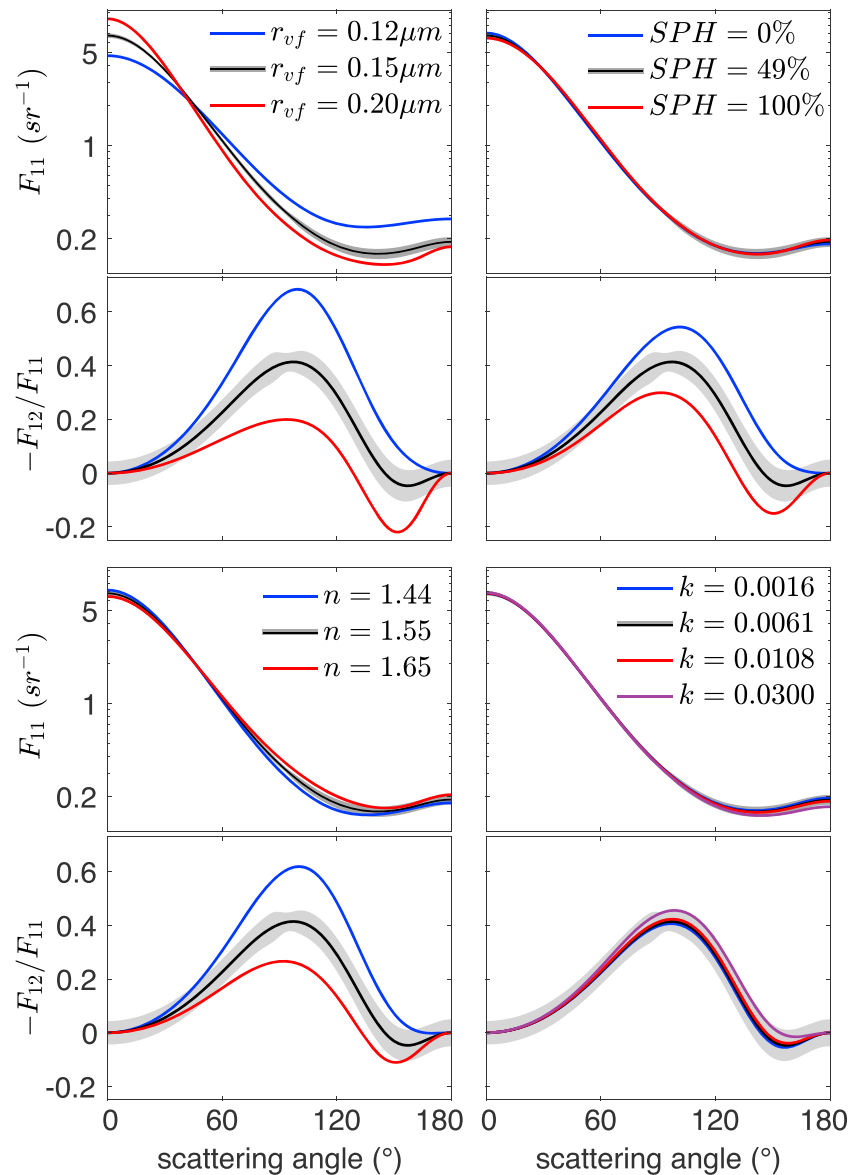 F₁₁ (sr⁻¹)
5
1
0.2
r_vf = 0.12μm
r_vf = 0.15μm
r_vf = 0.20μm
SPH = 0%
SPH = 49%
SPH = 100%
−F₁₂/F₁₁
0.6
0.4
0.2
0
-0.2
F₁₁ (sr⁻¹)
5
1
0.2
n = 1.44
n = 1.55
n = 1.65
k = 0.0016
k = 0.0061
k = 0.0108
k = 0.0300
−F₁₂/F₁₁
0.6
0.4
0.2
0
-0.2
0 60 120 180
0 60 120 180
scattering angle (°)
scattering angle (°)